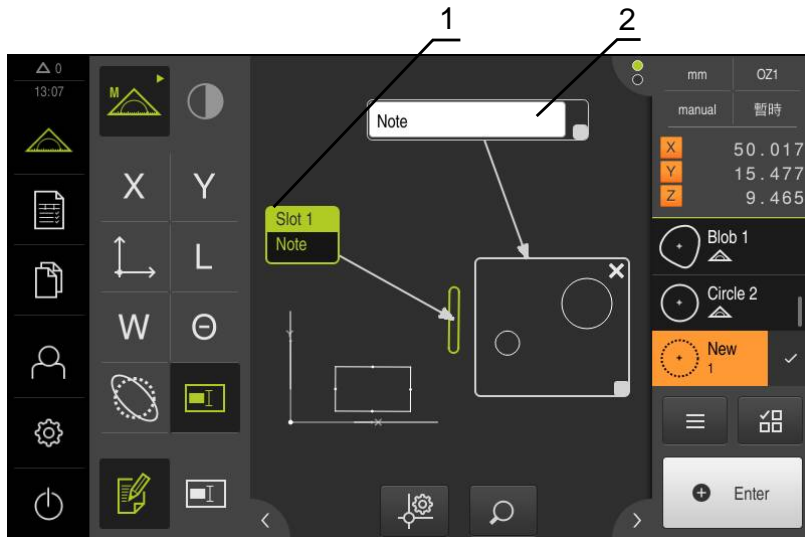 1
2
0
13:07
M
X
Y
L
W
Θ
Note
Slot 1
Note
Y
X
mm
OZ1
manual
暫時
X 50.017
Y 15.477
Z 9.465
Blob 1
Circle 2
New
1
Enter